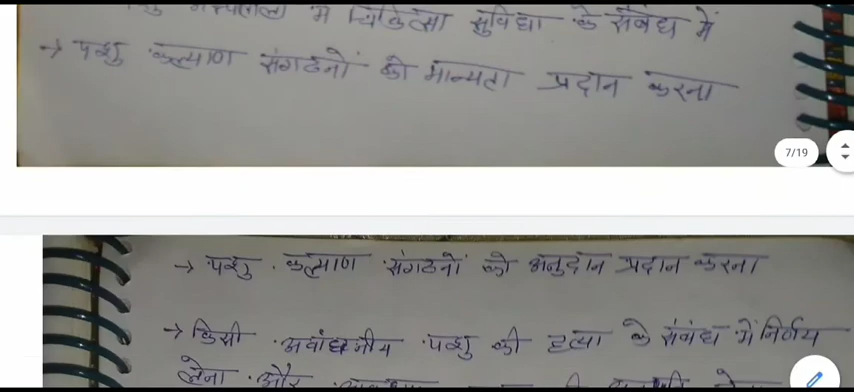 में चिकित्सा सुविधा के संबंध में
→ पशु कल्याण संगठनों को मान्यता प्रदान करना
7/19
→ पशु कल्याण संगठनों को अनुदान प्रदान करना
→ किसी अवांछनीय पशु की हत्या के संबंध में निर्णय
लेना और